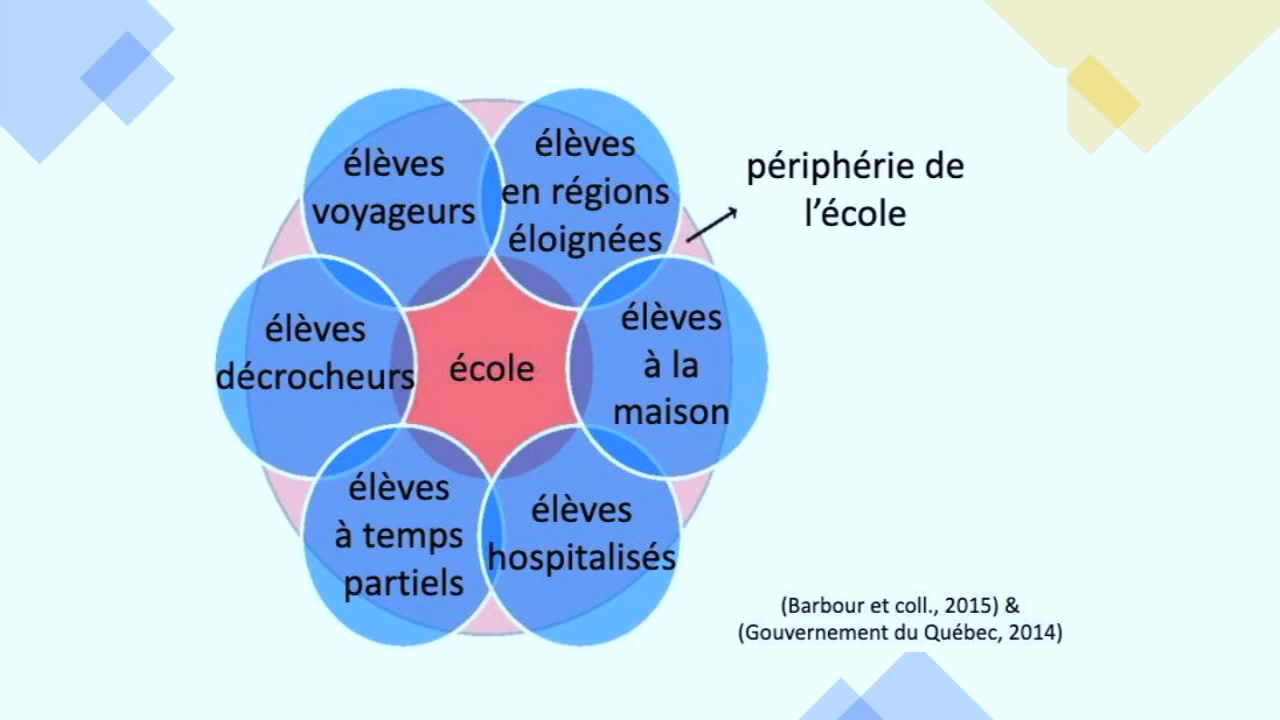 élèves
voyageurs
élèves
en régions
éloignées
périphérie de
l'école
élèves
décrocheurs
école
élèves
à la
maison
élèves
à temps
partiels
élèves
hospitalisés
(Barbour et coll., 2015) &
(Gouvernement du Québec, 2014)